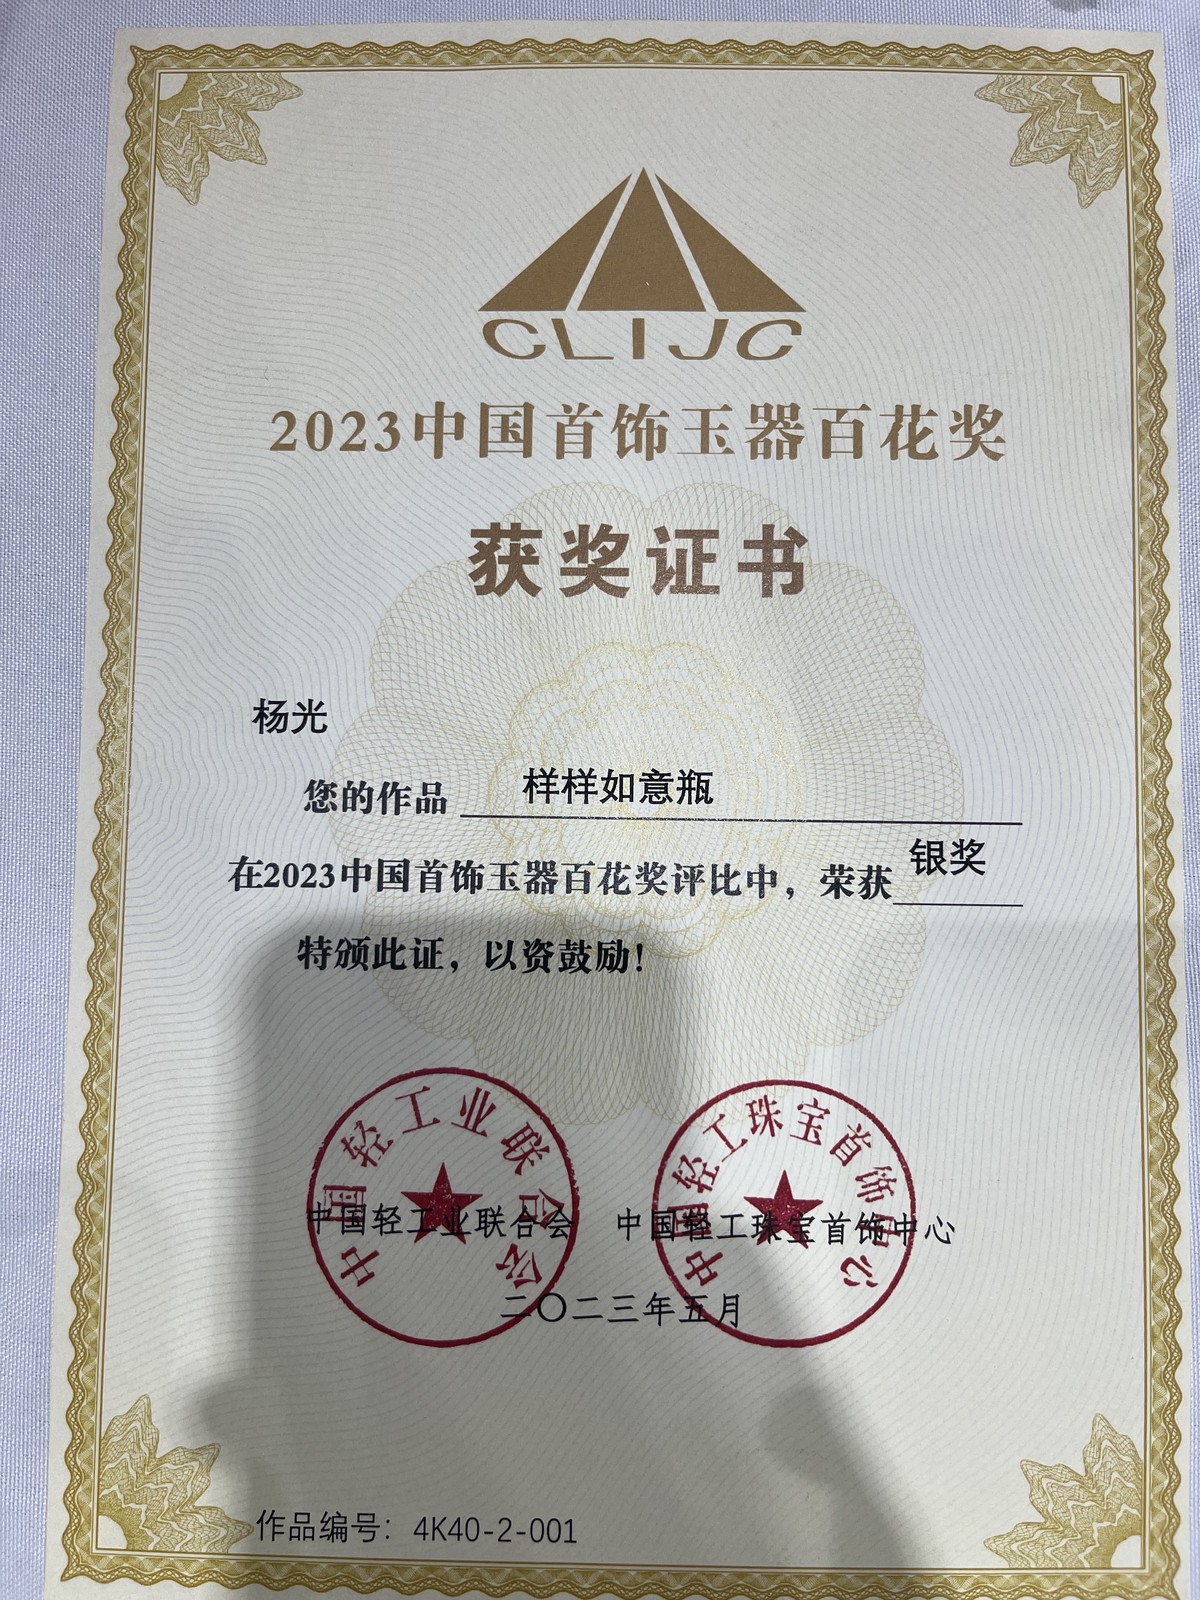 CLIJC
2023中国首饰玉器百花奖
获奖证书
杨光
您的作品 样样如意瓶
在2023中国首饰玉器百花奖评比中，荣获 银奖
特颁此证，以资鼓励！
中国轻工业联合会
中国轻工珠宝首饰中心
中国轻工业联合会 中国轻工珠宝首饰中心
二〇二三年五月
作品编号：4K40-2-001